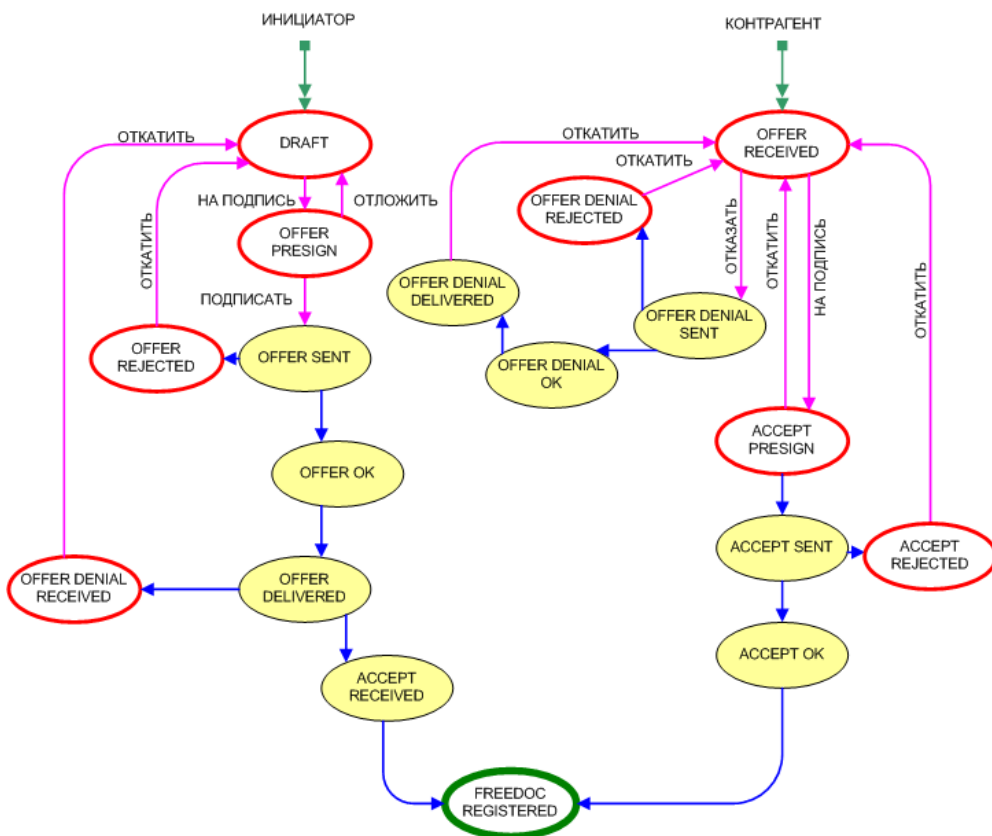 ИНИЦИАТОР
КОНТРАГЕНТ
ОТКАТИТЬ
DRAFT
ОТКАТИТЬ
OFFER
RECEIVED
ОТКАТИТЬ
НА ПОДПИСЬ
ОТЛОЖИТЬ
OFFER DENIAL
REJECTED
OFFER
PRESIGN
ОТКАТИТЬ
ОТКАЗАТЬ
ОТКАТИТЬ
НА ПОДПИСЬ
ОТКАТИТЬ
OFFER DENIAL
DELIVERED
ПОДПИСАТЬ
OFFER DENIAL
SENT
OFFER
REJECTED
OFFER SENT
OFFER DENIAL
OK
ACCEPT
PRESIGN
OFFER OK
ACCEPT SENT
ACCEPT
REJECTED
OFFER DENIAL
RECEIVED
OFFER
DELIVERED
ACCEPT OK
ACCEPT
RECEIVED
FREEDOC
REGISTERED